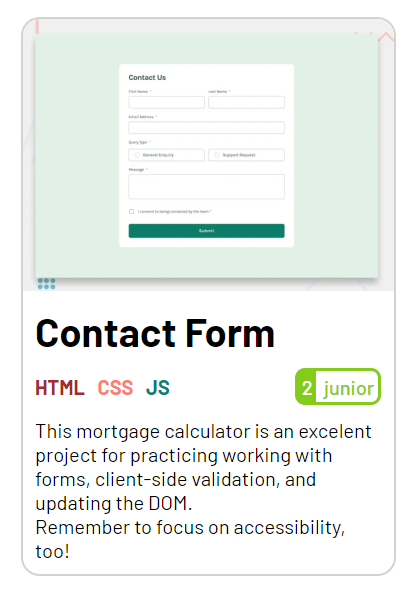 Contact Us
First Name *
Last Name *
Email Address *
Query Type *
General Enquiry
Support Request
Message *
I consent to being contacted by the team *
Submit
Contact Form
HTML CSS JS
2 junior
This mortgage calculator is an excelent
project for practicing working with
forms, client-side validation, and
updating the DOM.
Remember to focus on accessibility,
too!